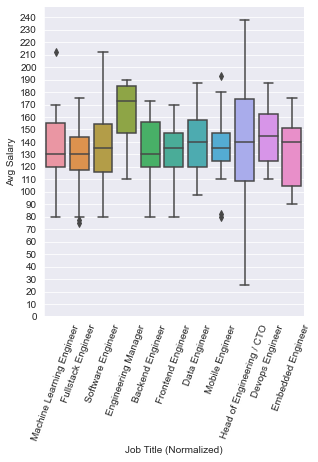 Avg Salary
240
230
220
210
200
190
180
170
160
150
140
130
120
110
100
90
80
70
60
50
40
30
20
10
0
Machine Learning Engineer
Fullstack Engineer
Software Engineer
Engineering Manager
Backend Engineer
Frontend Engineer
Data Engineer
Mobile Engineer
Head of Engineering / CTO
Devops Engineer
Embedded Engineer
Job Title (Normalized)